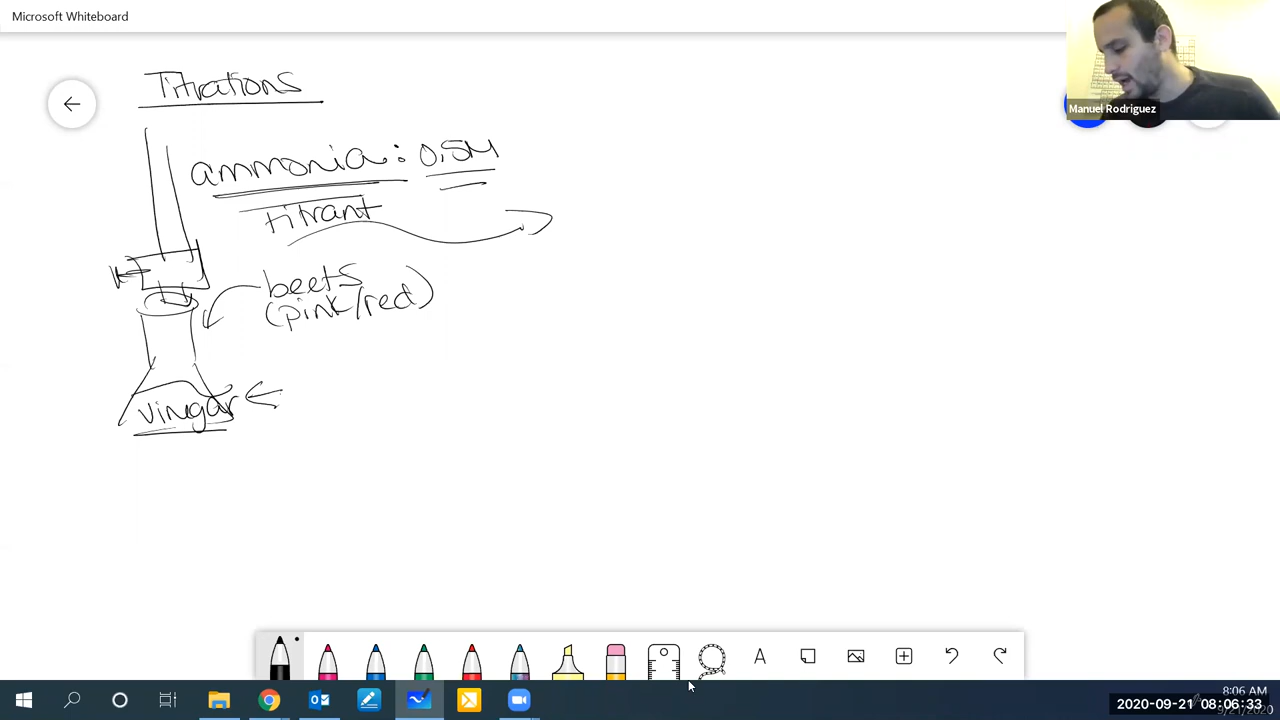 Microsoft Whiteboard
Titrations
ammonia: 0.5M
titrant
beets
(pink/red)
vinegar
Manuel Rodriguez
A
8:06 AM
2020-09-21 08:06:33